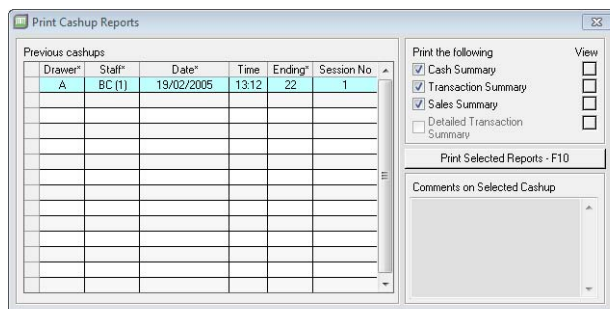 Print Cashup Reports
Previous cashups
Drawer* Staff* Date* Time Ending* Session No
A BC (1) 19/02/2005 13:12 22 1
Print the following View
Cash Summary
Transaction Summary
Sales Summary
Detailed Transaction
Summary
Print Selected Reports - F10
Comments on Selected Cashup